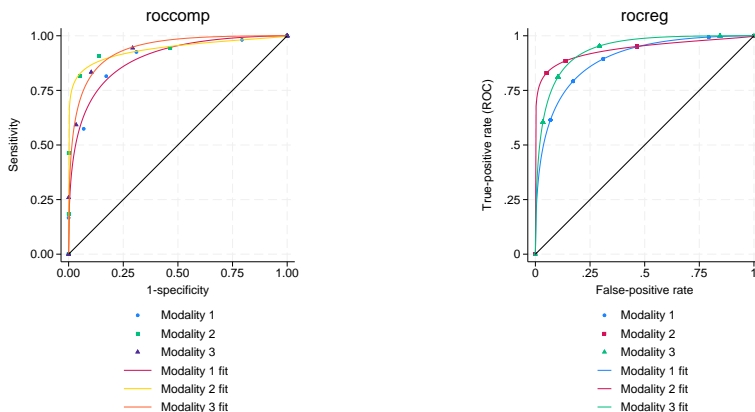 roccomp
Sensitivity
1.00
0.75
0.50
0.25
0.00
0.00 0.25 0.50 0.75 1.00
1-specificity
Modality 1
Modality 2
Modality 3
Modality 1 fit
Modality 2 fit
Modality 3 fit
rocreg
True-positive rate (ROC)
1
.75
.5
.25
0
0 .25 .5 .75 1
False-positive rate
Modality 1
Modality 2
Modality 3
Modality 1 fit
Modality 2 fit
Modality 3 fit